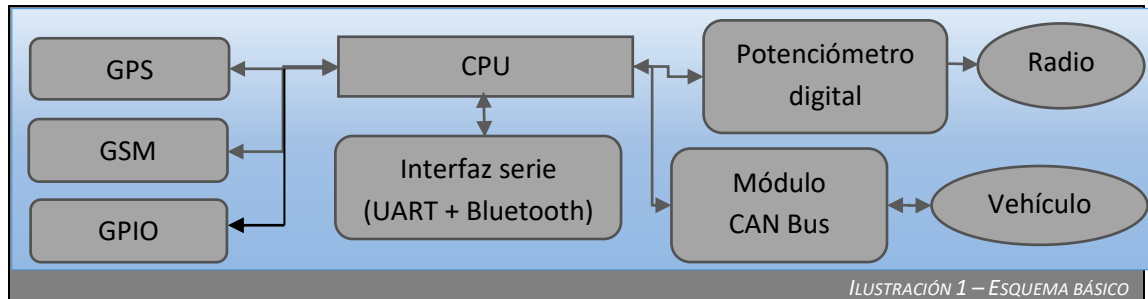 GPS
GSM
GPIO
CPU
Interfaz serie
(UART + Bluetooth)
Potenciómetro
digital
Radio
Módulo
CAN Bus
Vehículo
ILUSTRACIÓN 1 – ESQUEMA BÁSICO